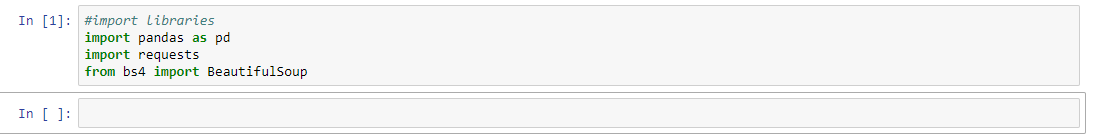 In [1]: #import libraries
import pandas as pd
import requests
from bs4 import BeautifulSoup
In [ ]: